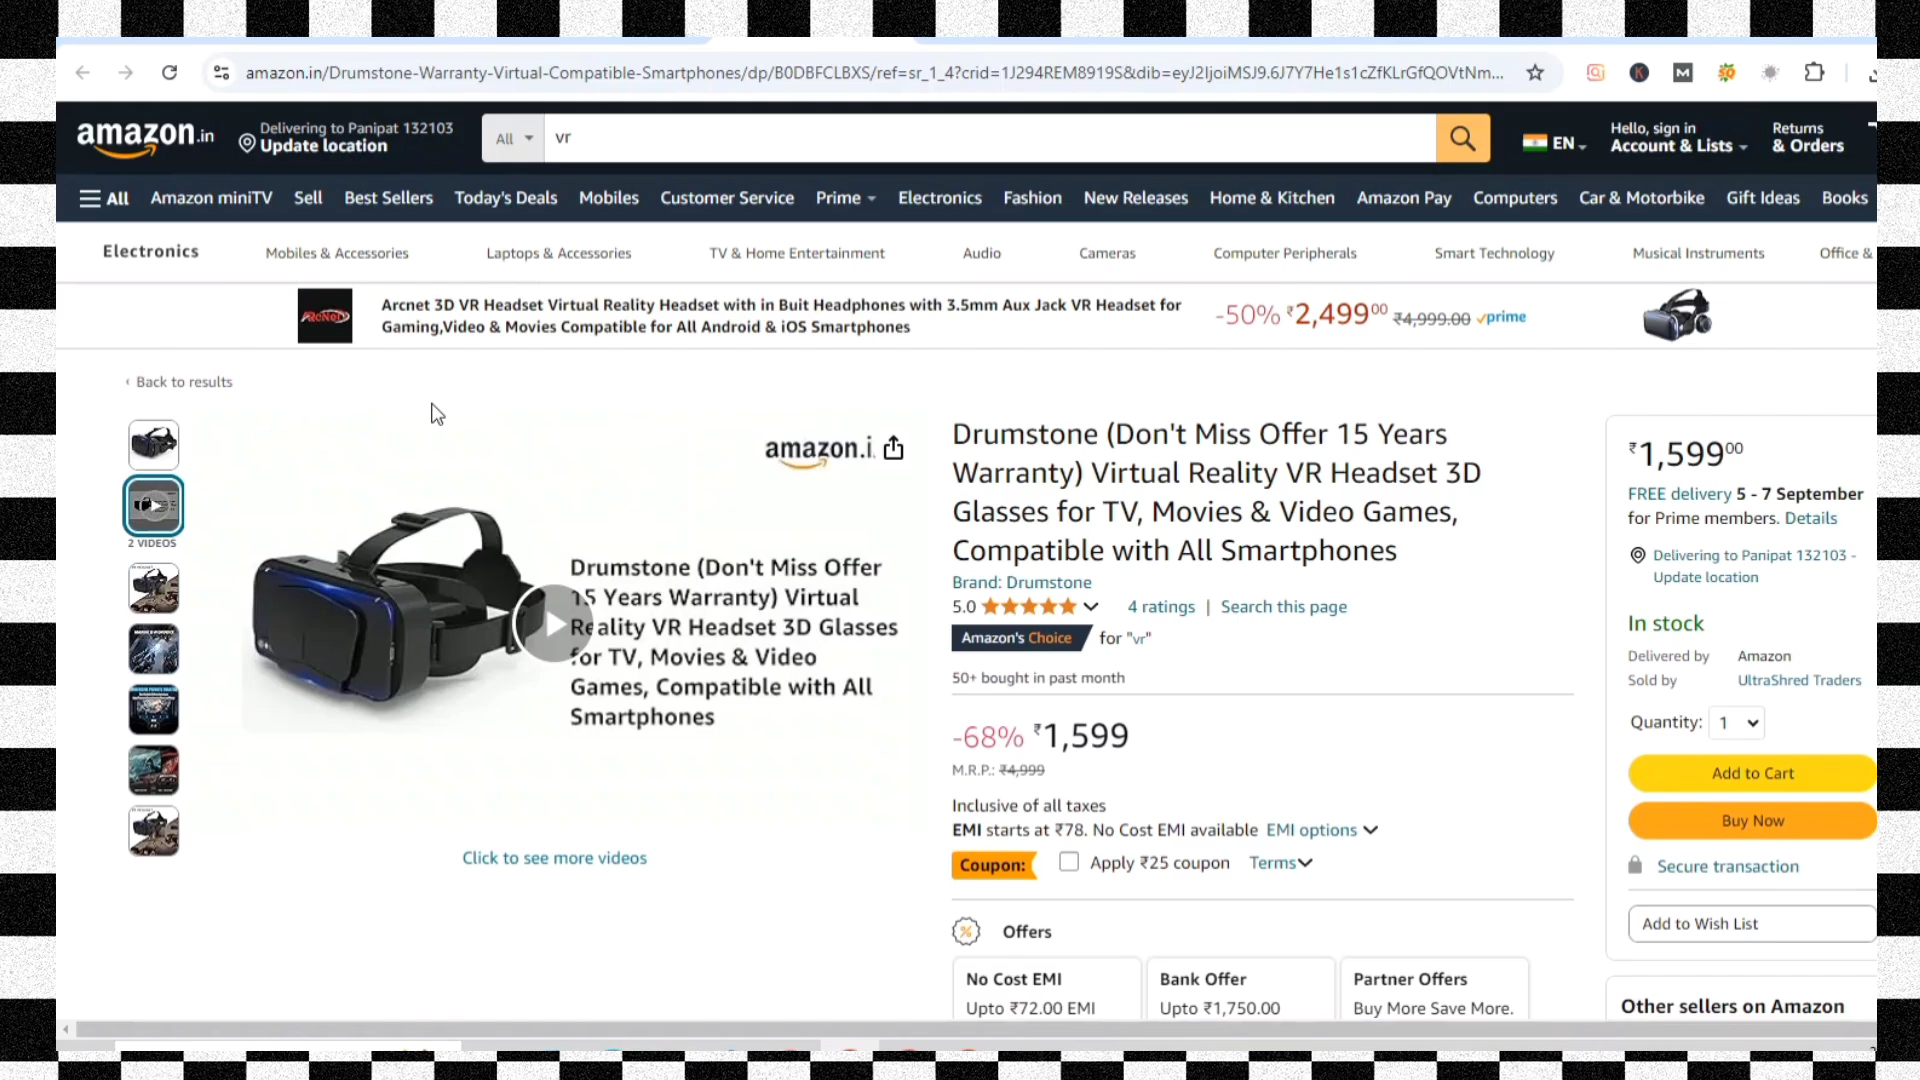 amazon.in/Drumstone-Warranty-Virtual-Compatible-Smartphones/dp/B0DBFCLBXS/ref=sr_1_4?crid=1J294REM8919S&dib=eyJ2IjoiMSJ9.6J7Y7He1s1cZfKLrGfQOVtNm...
amazon.in
Delivering to Panipat 132103
Update location
All
vr
EN
Hello, sign in
Account & Lists
Returns
& Orders
All Amazon miniTV Sell Best Sellers Today's Deals Mobiles Customer Service Prime Electronics Fashion New Releases Home & Kitchen Amazon Pay Computers Car & Motorbike Gift Ideas Books
Electronics Mobiles & Accessories Laptops & Accessories TV & Home Entertainment Audio Cameras Computer Peripherals Smart Technology Musical Instruments Office &
ARCNET
Arcnet 3D VR Headset Virtual Reality Headset with in Buit Headphones with 3.5mm Aux Jack VR Headset for
Gaming,Video & Movies Compatible for All Android & iOS Smartphones
-50% ₹2,49900 ₹4,999.00 prime
‹ Back to results
2 VIDEOS
amazon.i
Drumstone (Don't Miss Offer
15 Years Warranty) Virtual
Reality VR Headset 3D Glasses
for TV, Movies & Video
Games, Compatible with All
Smartphones
Click to see more videos
Drumstone (Don't Miss Offer 15 Years
Warranty) Virtual Reality VR Headset 3D
Glasses for TV, Movies & Video Games,
Compatible with All Smartphones
Brand: Drumstone
5.0 4 ratings | Search this page
Amazon's Choice for "vr"
50+ bought in past month
-68% ₹1,599
M.R.P.: ₹4,999
Inclusive of all taxes
EMI starts at ₹78. No Cost EMI available EMI options
Coupon: Apply ₹25 coupon Terms
Offers
No Cost EMI
Upto ₹72.00 EMI
Bank Offer
Upto ₹1,750.00
Partner Offers
Buy More Save More.
₹1,59900
FREE delivery 5 - 7 September
for Prime members. Details
Delivering to Panipat 132103 -
Update location
In stock
Delivered by Amazon
Sold by UltraShred Traders
Quantity: 1
Add to Cart
Buy Now
Secure transaction
Add to Wish List
Other sellers on Amazon